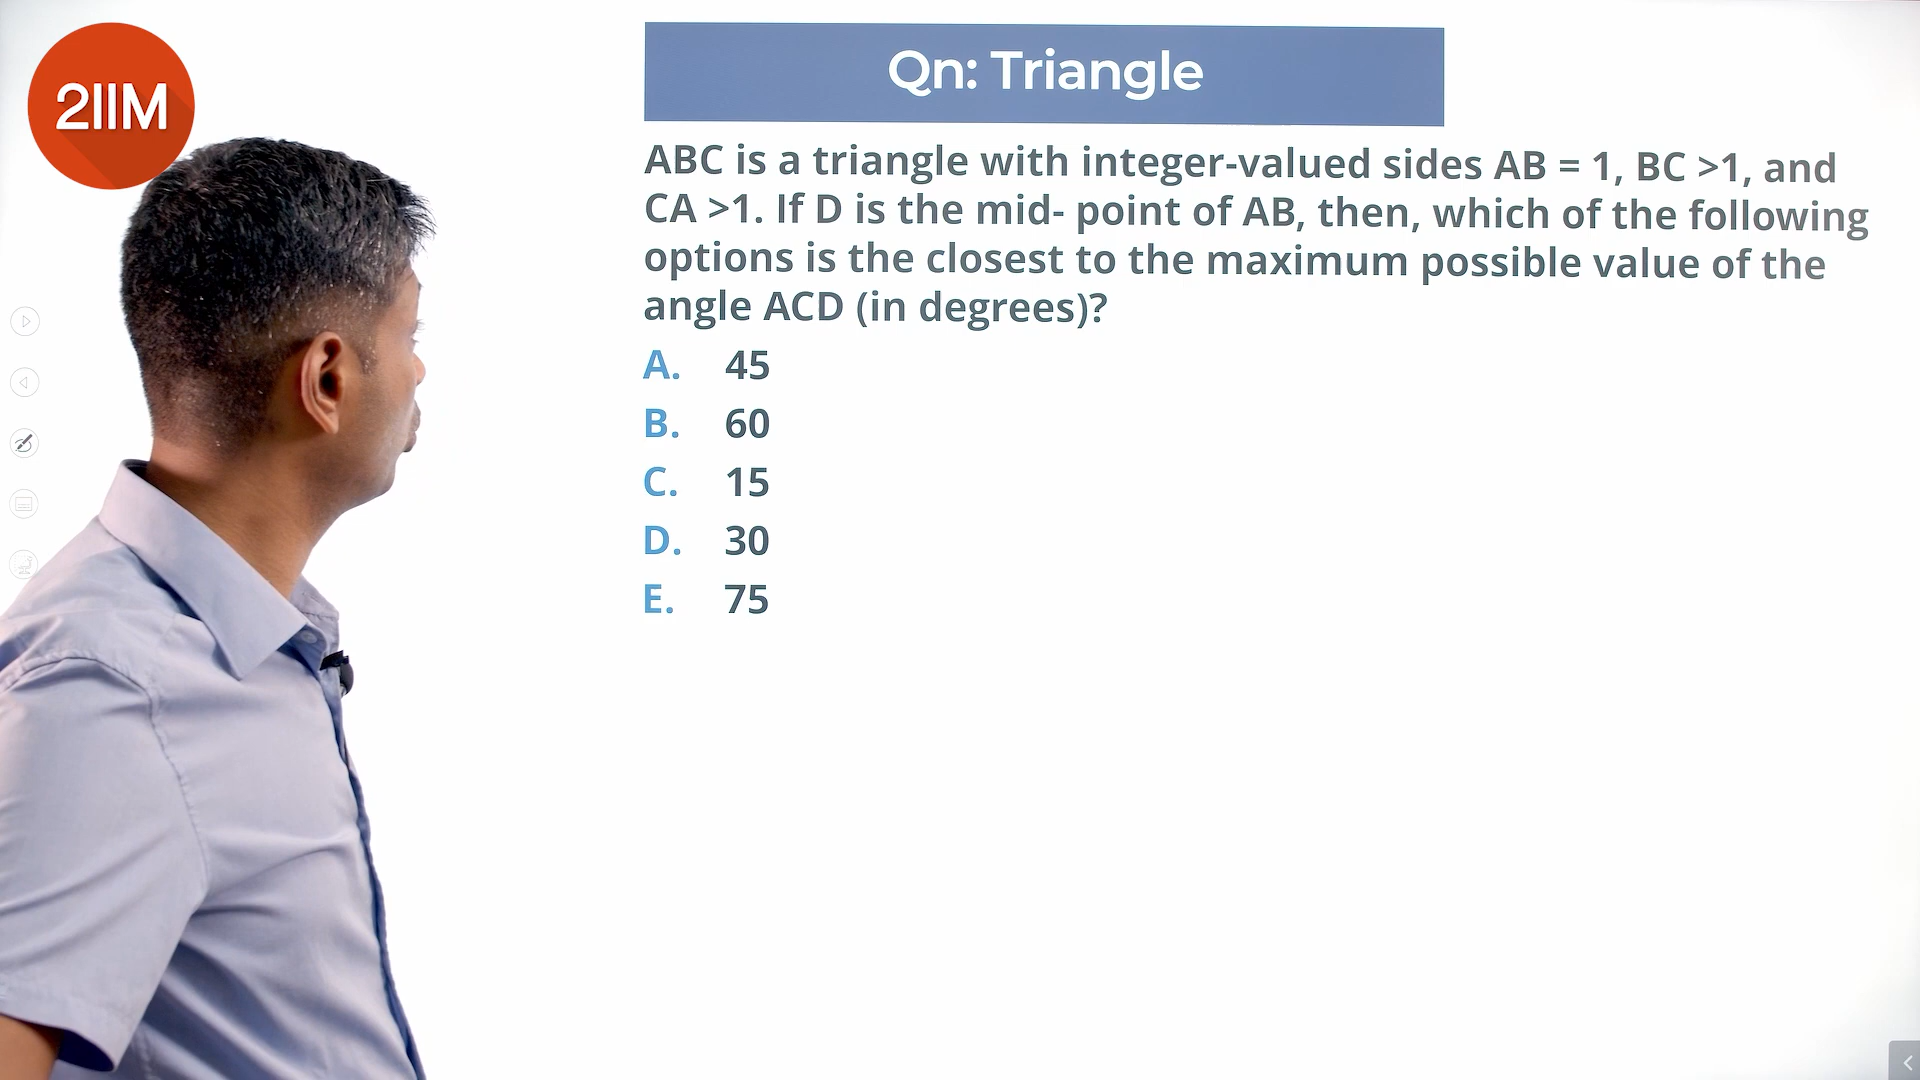 2IIM
Qn: Triangle
ABC is a triangle with integer-valued sides AB = 1, BC >1, and
CA >1. If D is the mid- point of AB, then, which of the following
options is the closest to the maximum possible value of the
angle ACD (in degrees)?
A. 45
B. 60
C. 15
D. 30
E. 75